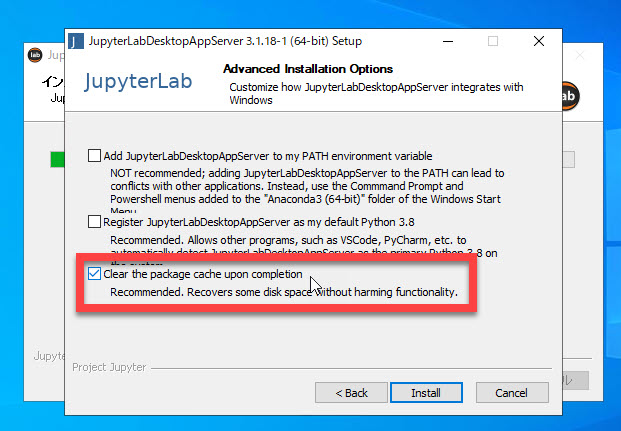 lab
Jup
J JupyterLabDesktopAppServer 3.1.18-1 (64-bit) Setup
イン
Jup
JupyterLab
Advanced Installation Options
Customize how JupyterLabDesktopAppServer integrates with
Windows
lab
Add JupyterLabDesktopAppServer to my PATH environment variable
NOT recommended; adding JupyterLabDesktopAppServer to the PATH can lead to
conflicts with other applications. Instead, use the Commmand Prompt and
Powershell menus added to the "Anaconda3 (64-bit)" folder of the Windows Start
Menu.
Register JupyterLabDesktopAppServer as my default Python 3.8
Recommended. Allows other programs, such as VSCode, PyCharm, etc. to
automatically detect JupyterLabDesktopAppServer as the primary Python 3.8 on
the system.
Clear the package cache upon completion
Recommended. Recovers some disk space without harming functionality.
Jupyte
Project Jupyter
ル
< Back
Install
Cancel